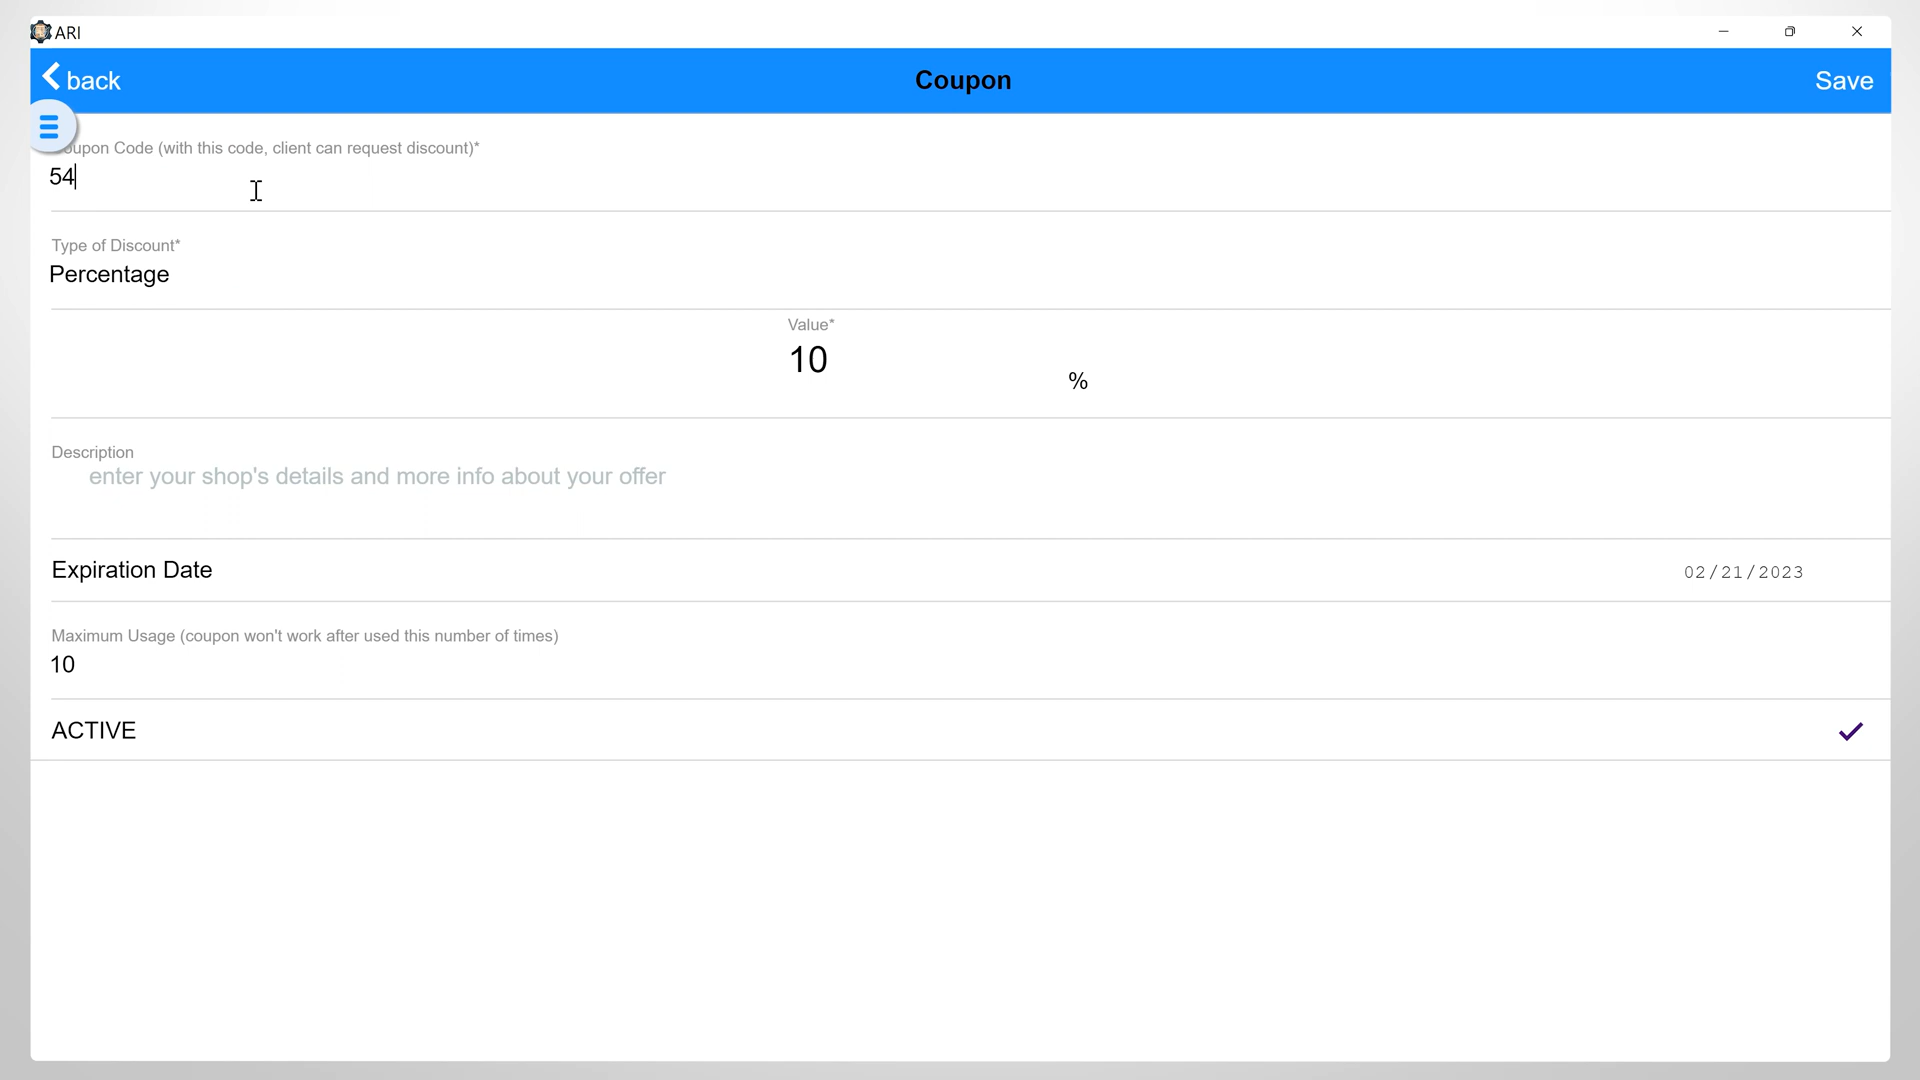 ARI
back
Coupon
Save
oupon Code (with this code, client can request discount)*
54
Type of Discount*
Percentage
Value*
10
%
Description
enter your shop's details and more info about your offer
Expiration Date
02/21/2023
Maximum Usage (coupon won't work after used this number of times)
10
ACTIVE